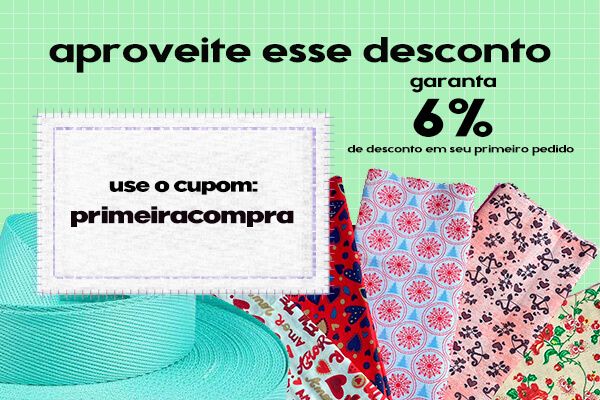 aproveite esse desconto
garanta
6%
de desconto em seu primeiro pedido
use o cupom:
primeiracompra